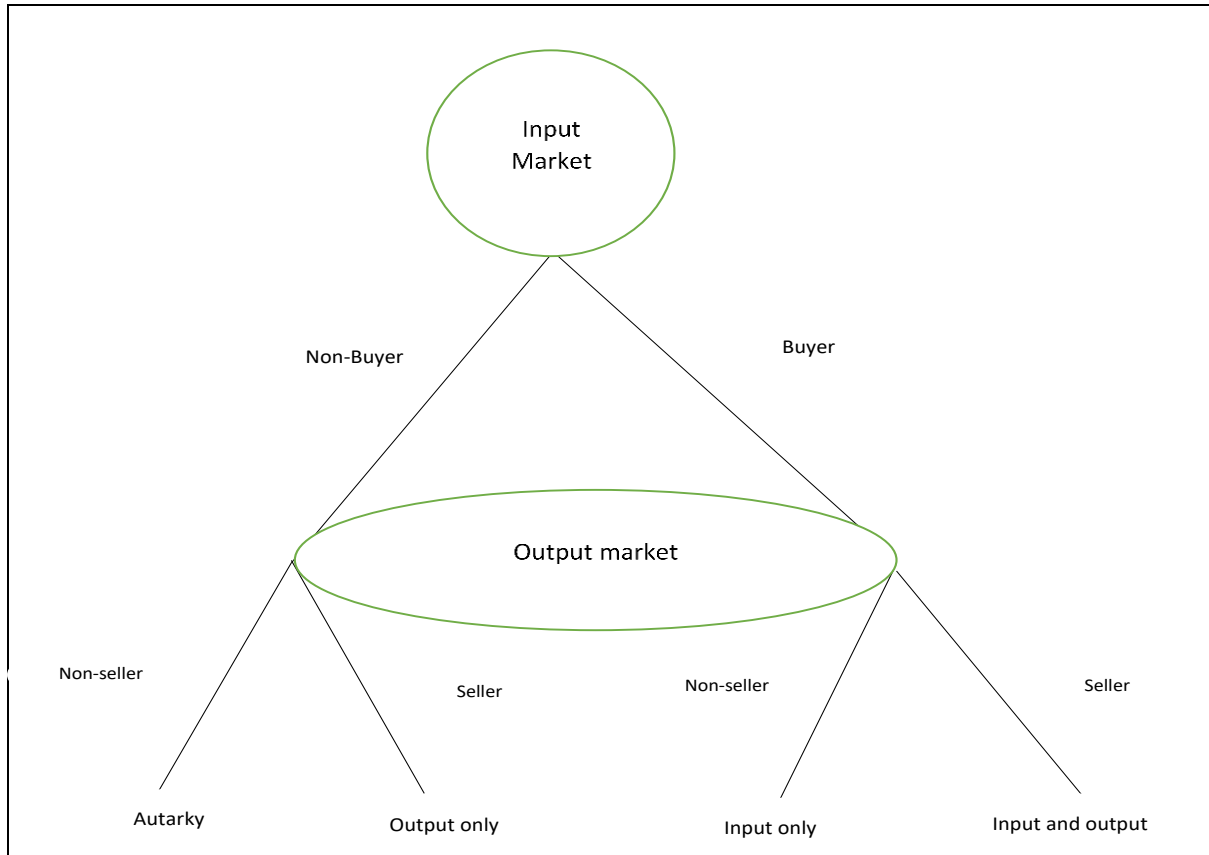 Input
Market
Non-Buyer
Buyer
Output market
Non-seller
Seller
Non-seller
Seller
Autarky
Output only
Input only
Input and output